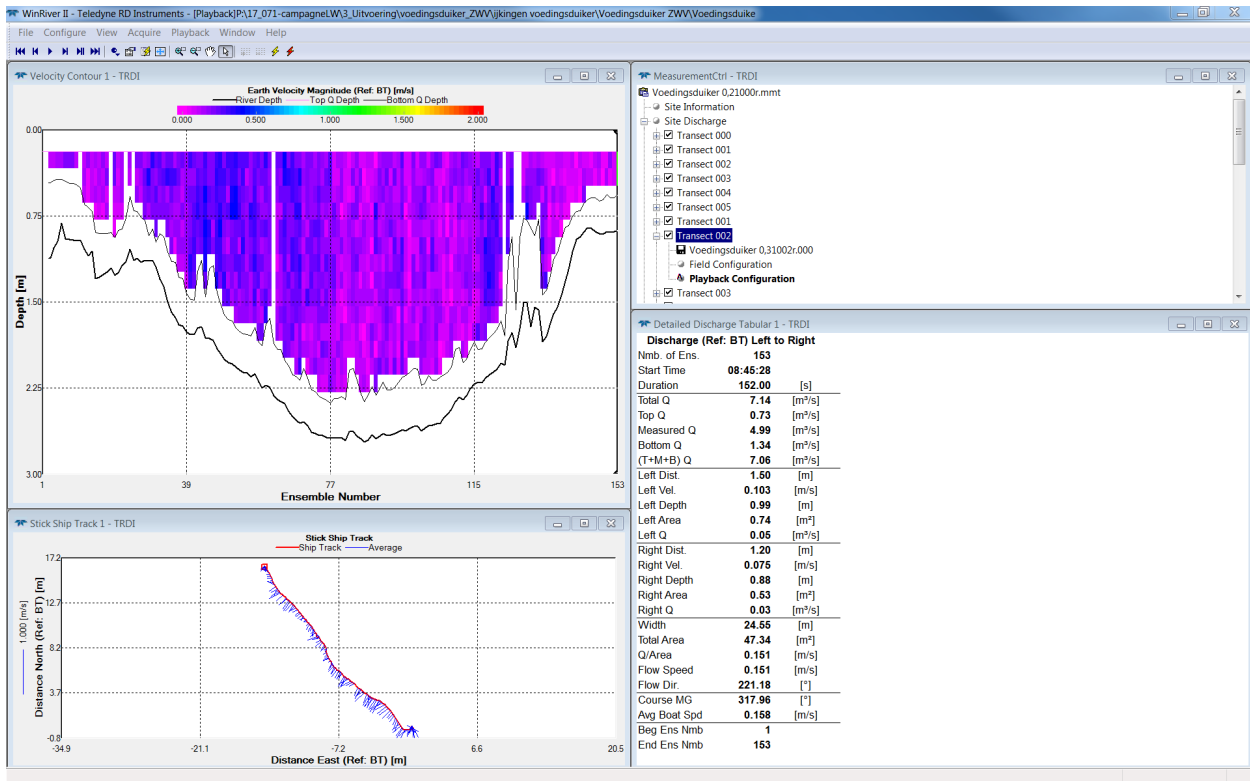 WinRiver II - Teledyne RD Instruments - [Playback]P:\17_071-campagneLW\3_Uitvoering\voedingsduiker_ZWV\ijkingen voedingsduiker\Voedingsduiker ZWV\Voedingsduike
File Configure View Acquire Playback Window Help
Velocity Contour 1 - TRDI
Earth Velocity Magnitude (Ref: BT) [m/s]
River Depth Top Q Depth Bottom Q Depth
0.000 0.500 1.000 1.500 2.000
0.00
0.75
1.50
2.25
3.00
Depth [m]
1 39 77 115 153
Ensemble Number
Stick Ship Track 1 - TRDI
Stick Ship Track
Ship Track Average
17.2
12.7
8.2
3.7
-0.8
1.000 [m/s]
Distance North (Ref: BT) [m]
-34.9 -21.1 -7.2 6.6 20.5
Distance East (Ref: BT) [m]
MeasurementCtrl - TRDI
Voedingsduiker 0,21000r.mmt
Site Information
Site Discharge
Transect 000
Transect 001
Transect 002
Transect 003
Transect 004
Transect 005
Transect 001
Transect 002
Voedingsduiker 0,31002r.000
Field Configuration
Playback Configuration
Transect 003
Detailed Discharge Tabular 1 - TRDI
Discharge (Ref: BT) Left to Right
Nmb. of Ens. 153
Start Time 08:45:28
Duration 152.00 [s]
Total Q 7.14 [m³/s]
Top Q 0.73 [m³/s]
Measured Q 4.99 [m³/s]
Bottom Q 1.34 [m³/s]
(T+M+B) Q 7.06 [m³/s]
Left Dist. 1.50 [m]
Left Vel. 0.103 [m/s]
Left Depth 0.99 [m]
Left Area 0.74 [m²]
Left Q 0.05 [m³/s]
Right Dist. 1.20 [m]
Right Vel. 0.075 [m/s]
Right Depth 0.88 [m]
Right Area 0.53 [m²]
Right Q 0.03 [m³/s]
Width 24.55 [m]
Total Area 47.34 [m²]
Q/Area 0.151 [m/s]
Flow Speed 0.151 [m/s]
Flow Dir. 221.18 [°]
Course MG 317.96 [°]
Avg Boat Spd 0.158 [m/s]
Beg Ens Nmb 1
End Ens Nmb 153